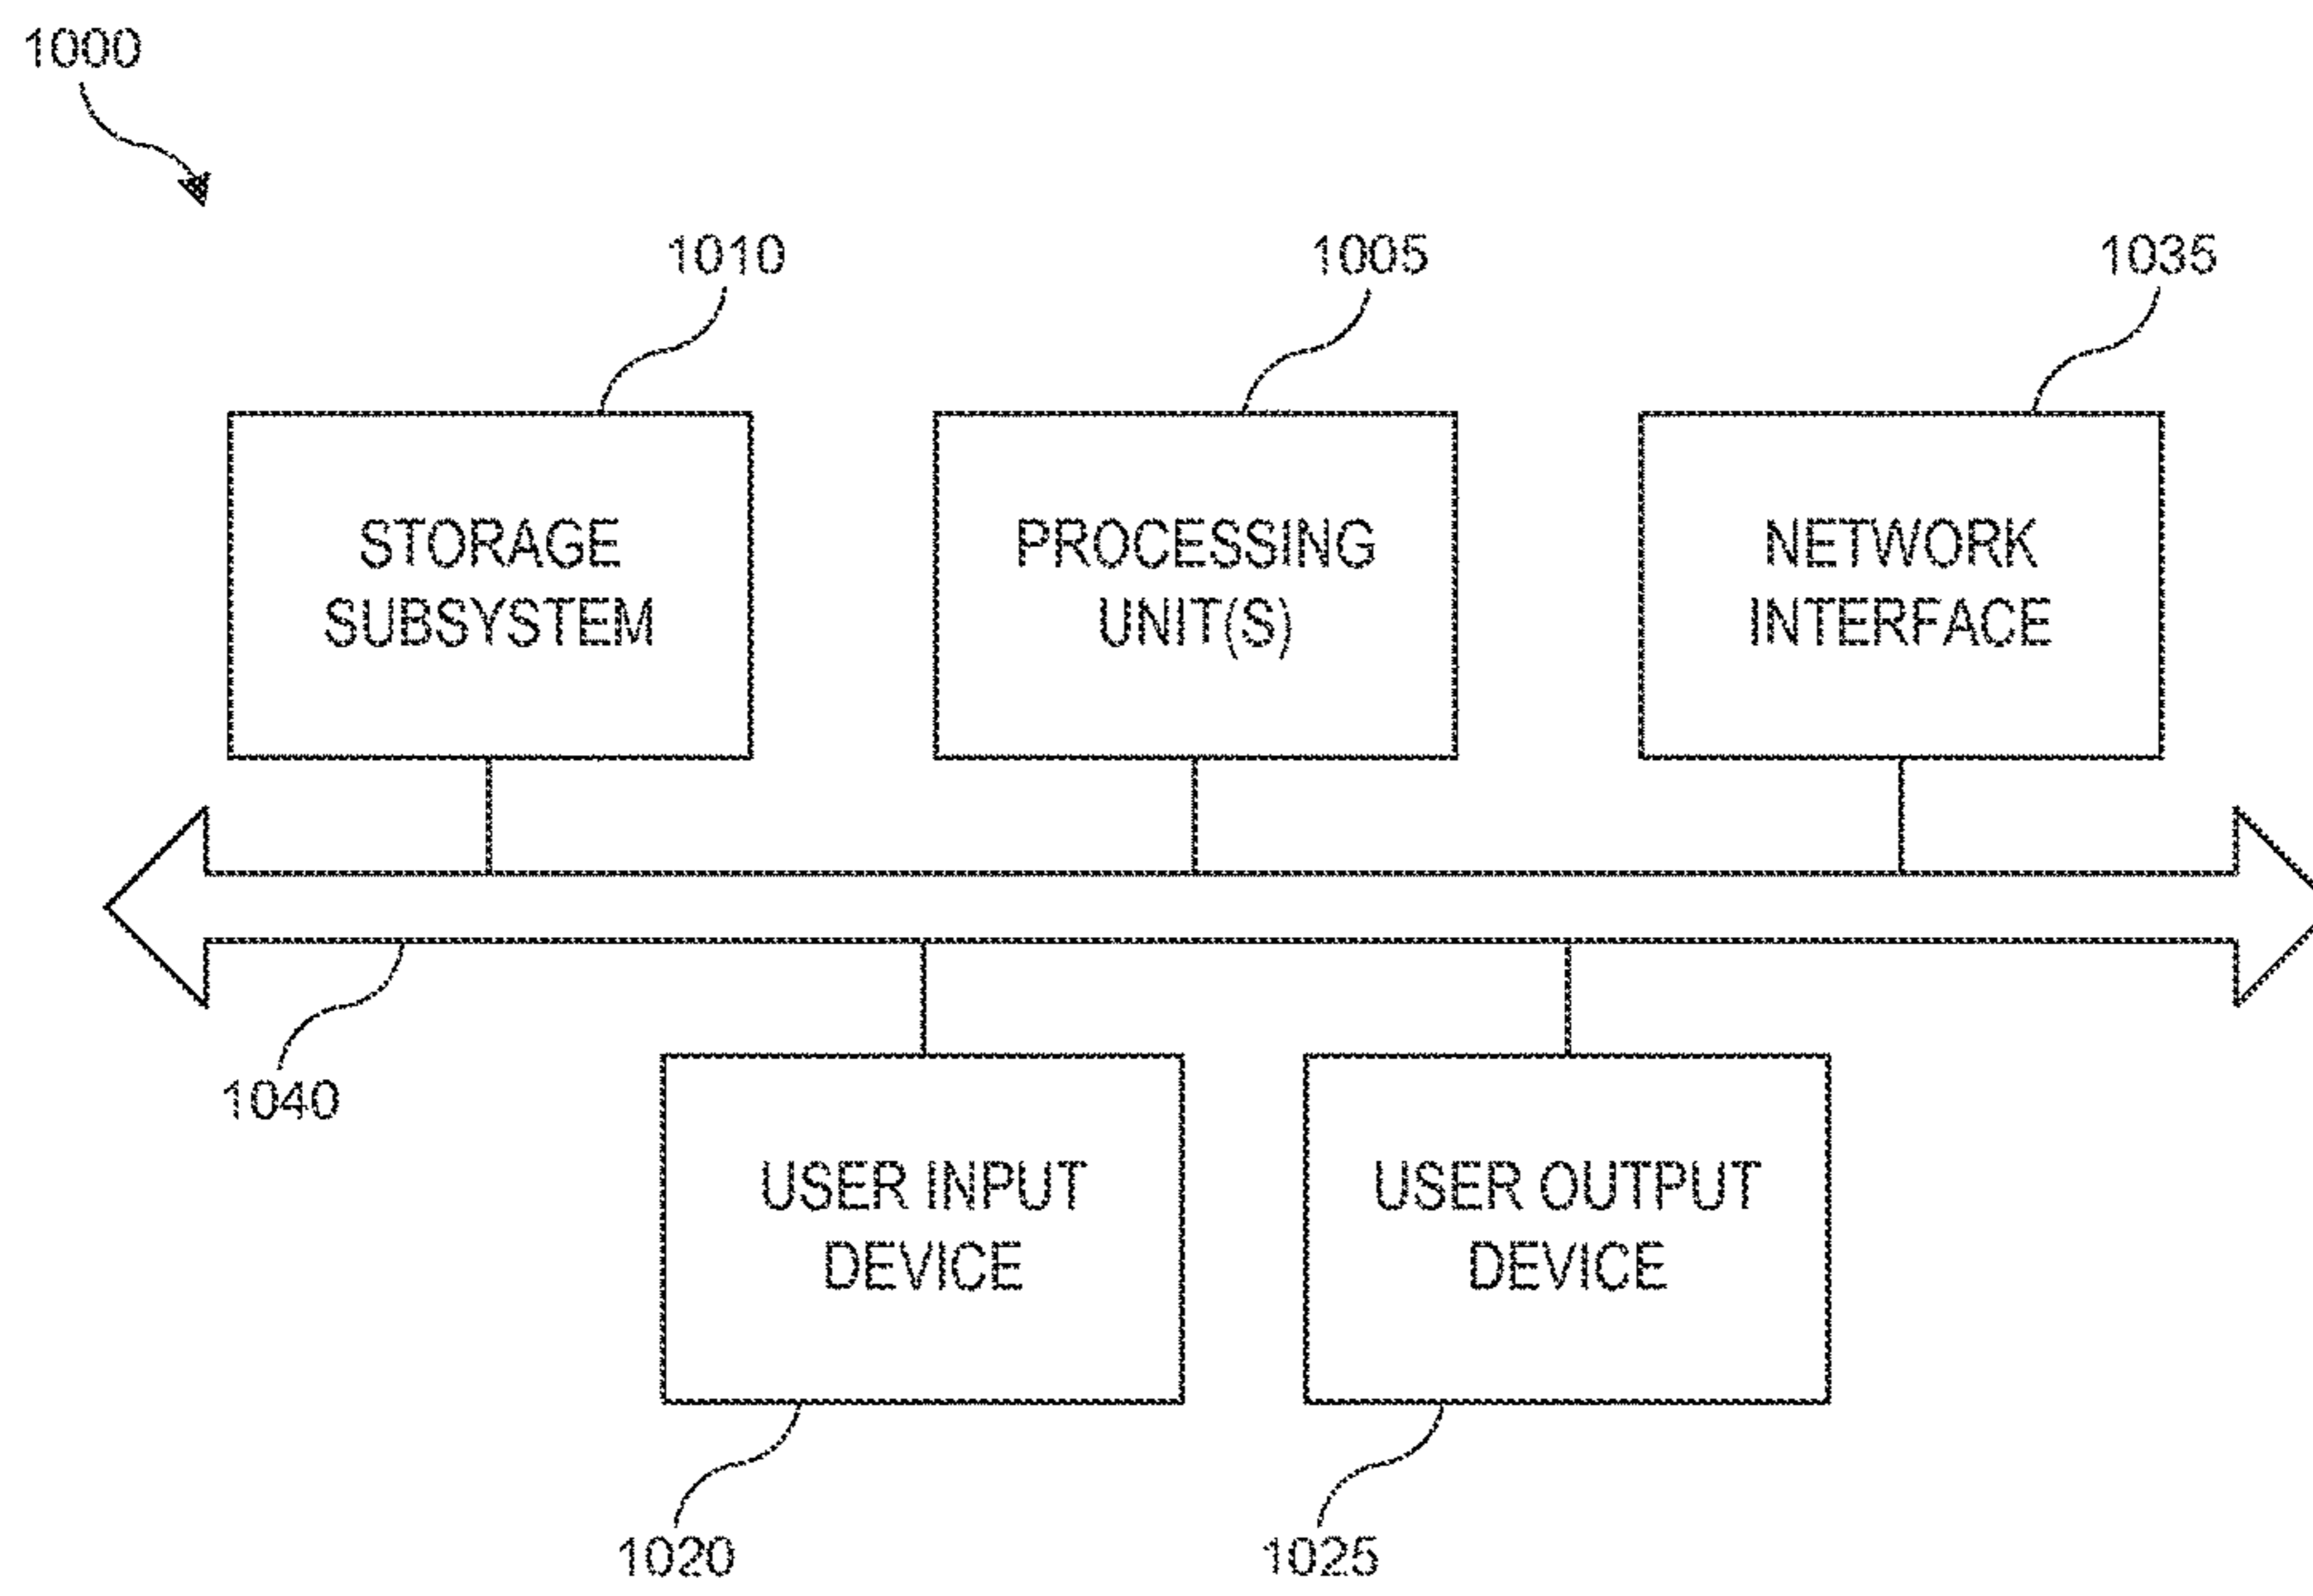 1000
1010
1005
1035
STORAGE
SUBSYSTEM
PROCESSING
UNIT(S)
NETWORK
INTERFACE
1040
USER INPUT
DEVICE
USER OUTPUT
DEVICE
1020
1025